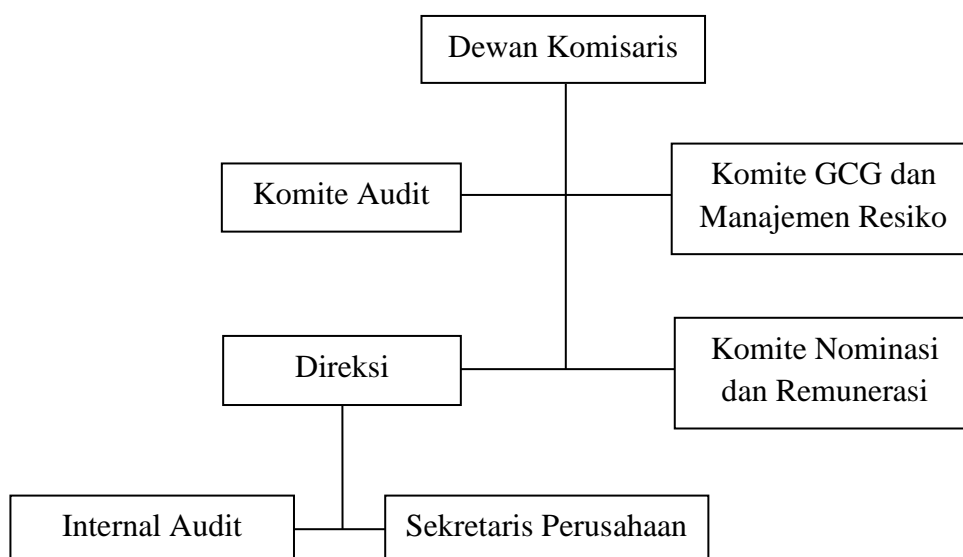 Dewan Komisaris
Komite Audit
Komite GCG dan
Manajemen Resiko
Direksi
Komite Nominasi
dan Remunerasi
Internal Audit
Sekretaris Perusahaan